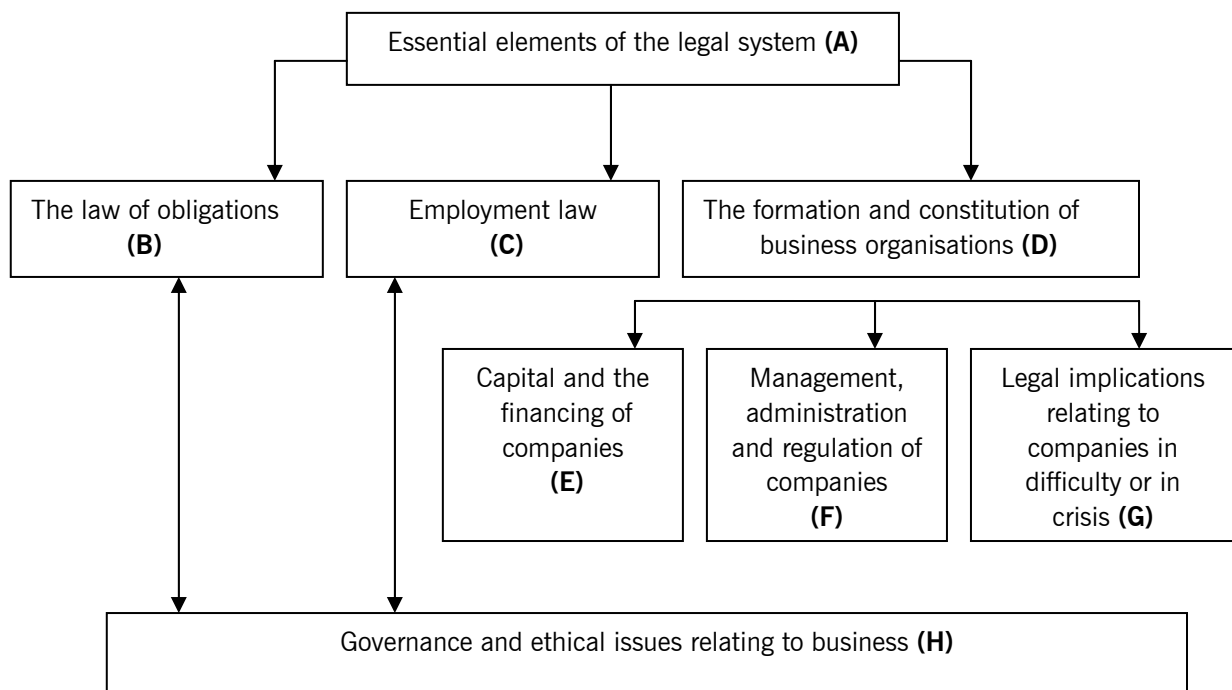 Essential elements of the legal system (A)
The law of obligations
(B)
Employment law
(C)
The formation and constitution of
business organisations (D)
Capital and the
financing of
companies
(E)
Management,
administration
and regulation of
companies
(F)
Legal implications
relating to
companies in
difficulty or in
crisis (G)
Governance and ethical issues relating to business (H)